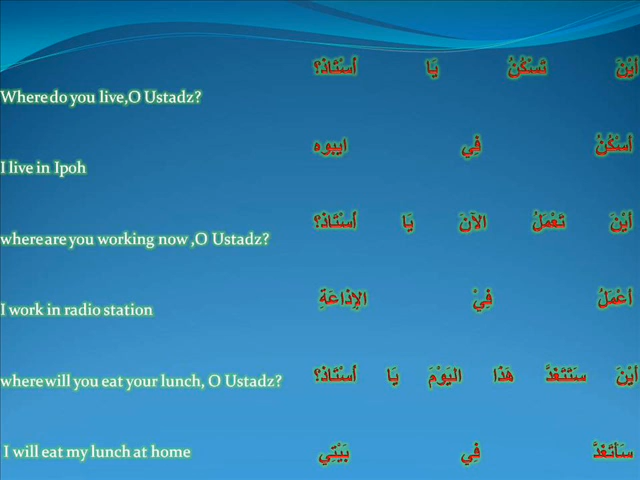 أَيْنَ تَسْكُنُ يَا أُسْتَاذْ؟
Where do you live,O Ustadz?
أَسْكُنُ فِي ايبوه
I live in Ipoh
أَيْنَ تَعْمَلُ الآنَ يَا أُسْتَاذْ؟
where are you working now ,O Ustadz?
أَعْمَلُ فِيْ الإِذَاعَةِ
I work in radio station
أَيْنَ سَتَتَغَدَّ هَذَا اليَوْمَ يَا أُسْتَاذْ؟
where will you eat your lunch, O Ustadz?
سَأَتَغَدَّ فِي بَيْتِي
I will eat my lunch at home